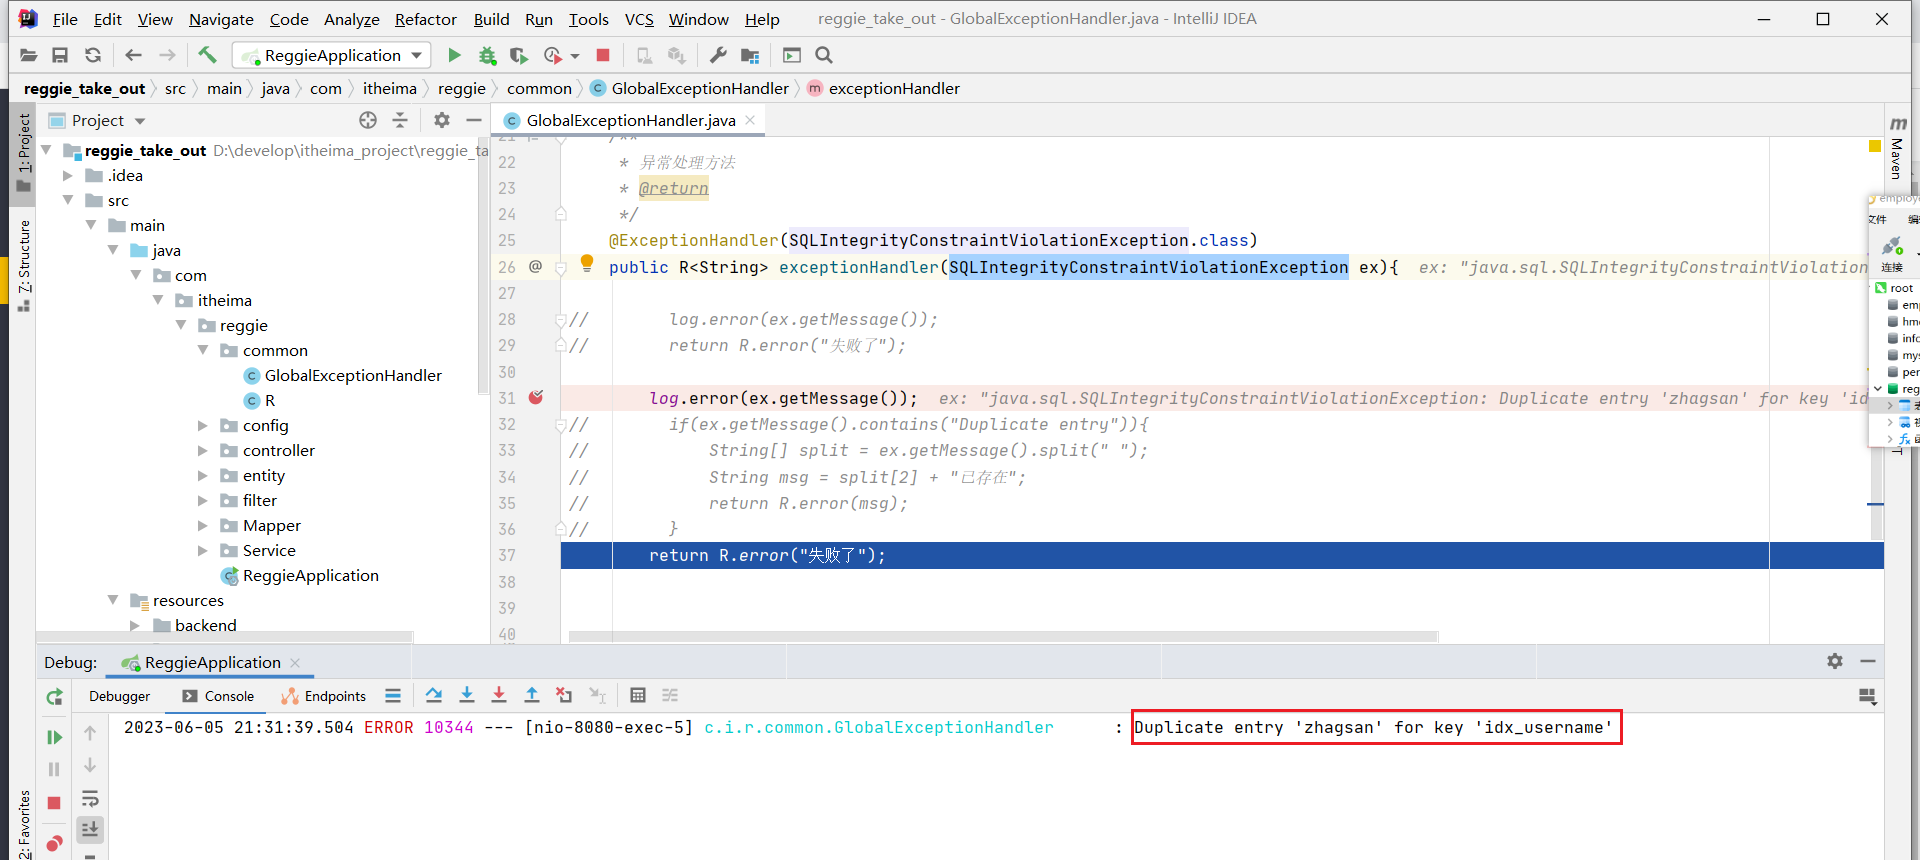 File Edit View Navigate Code Analyze Refactor Build Run Tools VCS Window Help reggie_take_out - GlobalExceptionHandler.java - IntelliJ IDEA
ReggieApplication
reggie_take_out src main java com itheima reggie common GlobalExceptionHandler exceptionHandler
1: Project
Z: Structure
2: Favorites
Project
reggie_take_out D:\develop\itheima_project\reggie_ta
.idea
src
main
java
com
itheima
reggie
common
GlobalExceptionHandler
R
config
controller
entity
filter
Mapper
Service
ReggieApplication
resources
backend
GlobalExceptionHandler.java
21 /**
22 * 异常处理方法
23 * @return
24 */
25 @ExceptionHandler(SQLIntegrityConstraintViolationException.class)
26 @ public R<String> exceptionHandler(SQLIntegrityConstraintViolationException ex){ ex: "java.sql.SQLIntegrityConstraintViolation
27
28 // log.error(ex.getMessage());
29 // return R.error("失败了");
30
31 log.error(ex.getMessage()); ex: "java.sql.SQLIntegrityConstraintViolationException: Duplicate entry 'zhagsan' for key 'id
32 // if(ex.getMessage().contains("Duplicate entry")){
33 // String[] split = ex.getMessage().split(" ");
34 // String msg = split[2] + "已存在";
35 // return R.error(msg);
36 // }
37 return R.error("失败了");
38
39
40
Maven
employe
文件
连接
root
emp
hme
info
mys
per
reg
Debug: ReggieApplication
Debugger Console Endpoints
2023-06-05 21:31:39.504 ERROR 10344 --- [nio-8080-exec-5] c.i.r.common.GlobalExceptionHandler : Duplicate entry 'zhagsan' for key 'idx_username'